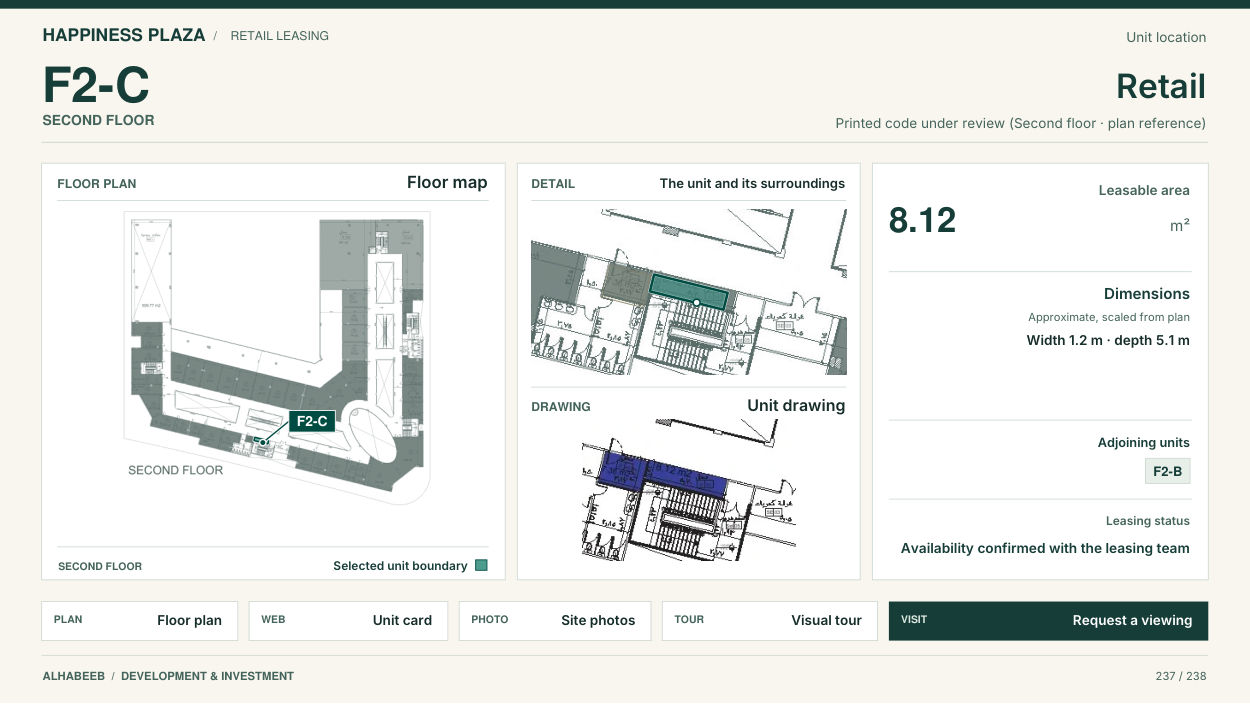 HAPPINESS PLAZA / RETAIL LEASING
Unit location
F2-C
Retail
SECOND FLOOR
Printed code under review (Second floor · plan reference)
FLOOR PLAN
Floor map
F2-C
SECOND FLOOR
SECOND FLOOR
Selected unit boundary
DETAIL
The unit and its surroundings
DRAWING
Unit drawing
Leasable area
8.12
m²
Dimensions
Approximate, scaled from plan
Width 1.2 m · depth 5.1 m
Adjoining units
F2-B
Leasing status
Availability confirmed with the leasing team
PLAN
Floor plan
WEB
Unit card
PHOTO
Site photos
TOUR
Visual tour
VISIT
Request a viewing
ALHABEEB / DEVELOPMENT & INVESTMENT
237 / 238